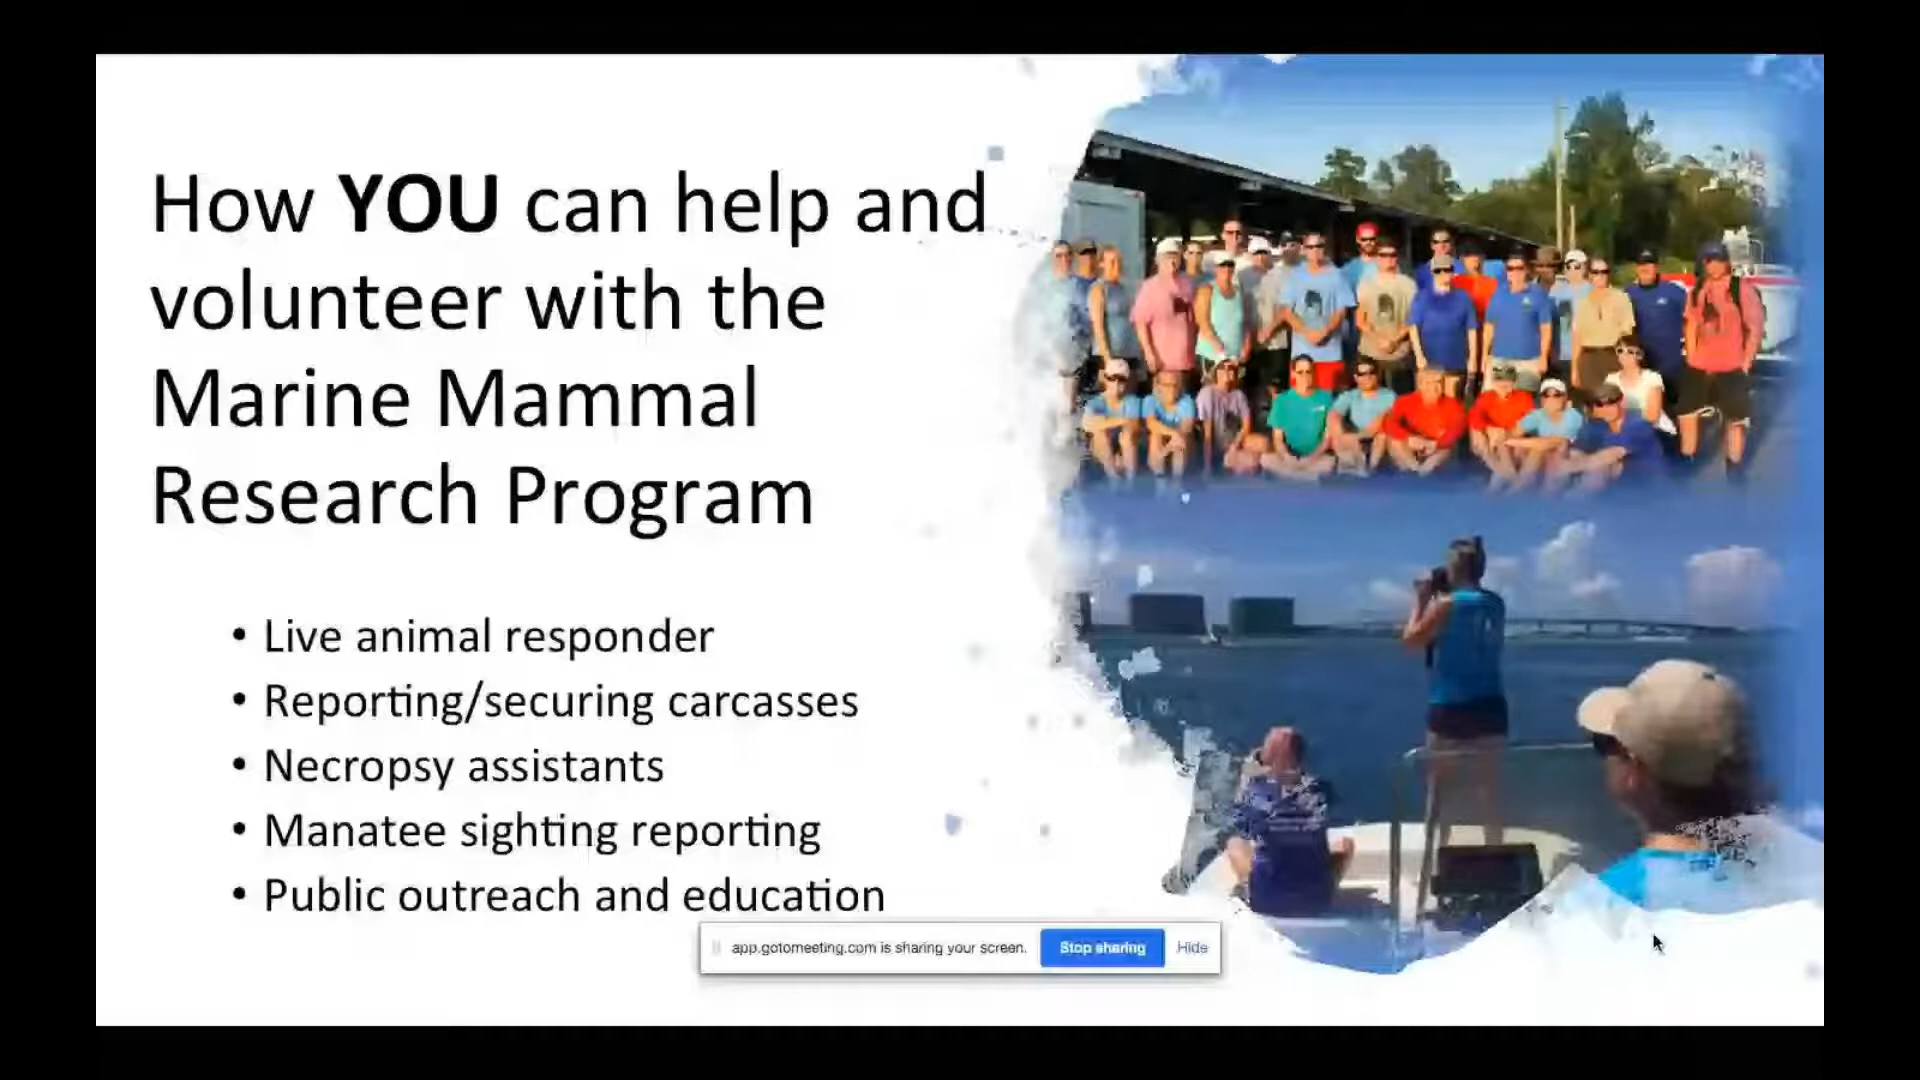 How YOU can help and
volunteer with the
Marine Mammal
Research Program
• Live animal responder
• Reporting/securing carcasses
• Necropsy assistants
• Manatee sighting reporting
• Public outreach and education
app.gotomeeting.com is sharing your screen. Stop sharing Hide